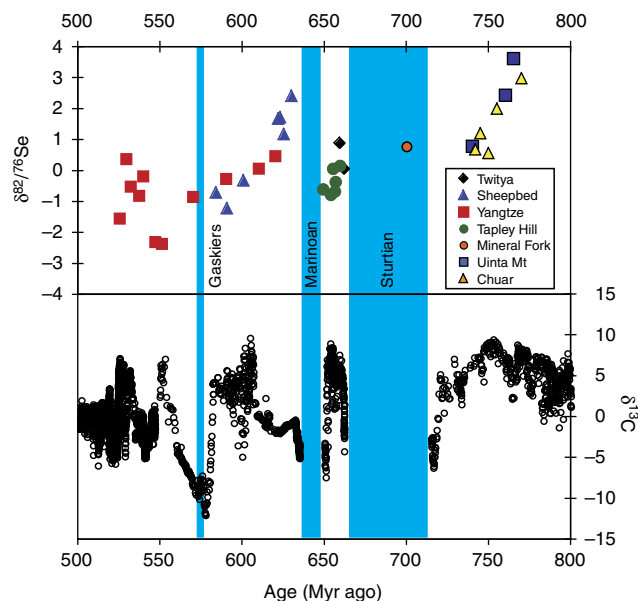 500 550 600 650 700 750 800
4
3
2
1
0
−1
−2
−3
−4
δ82/76Se
Gaskiers
Marinoan
Sturtian
Twitya
Sheepbed
Yangtze
Tapley Hill
Mineral Fork
Uinta Mt
Chuar
15
10
5
0
−5
−10
−15
δ13C
500 550 600 650 700 750 800
Age (Myr ago)